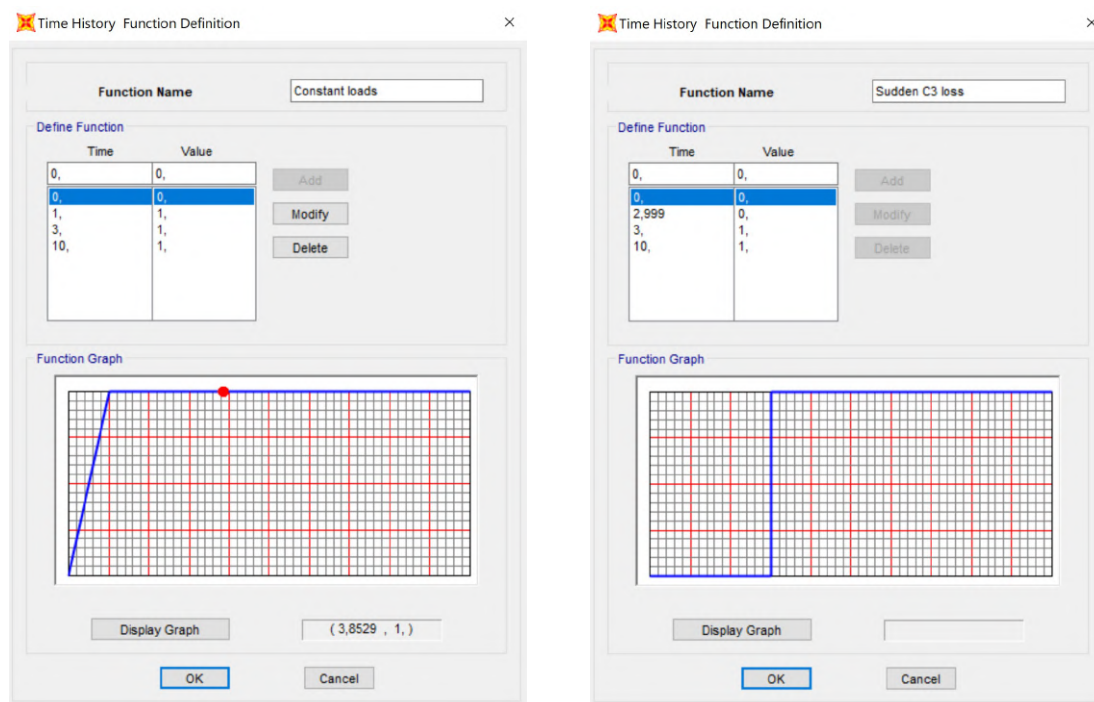 Time History Function Definition
×
Function Name
Constant loads
Define Function
Time Value
0, 0,
Add
0, 0,
1, 1,
Modify
3, 1,
10, 1,
Delete
Function Graph
Display Graph
( 3,8529 , 1, )
OK
Cancel
Time History Function Definition
×
Function Name
Sudden C3 loss
Define Function
Time Value
0, 0,
Add
0, 0,
2,999 0,
Modify
3, 1,
10, 1,
Delete
Function Graph
Display Graph
OK
Cancel